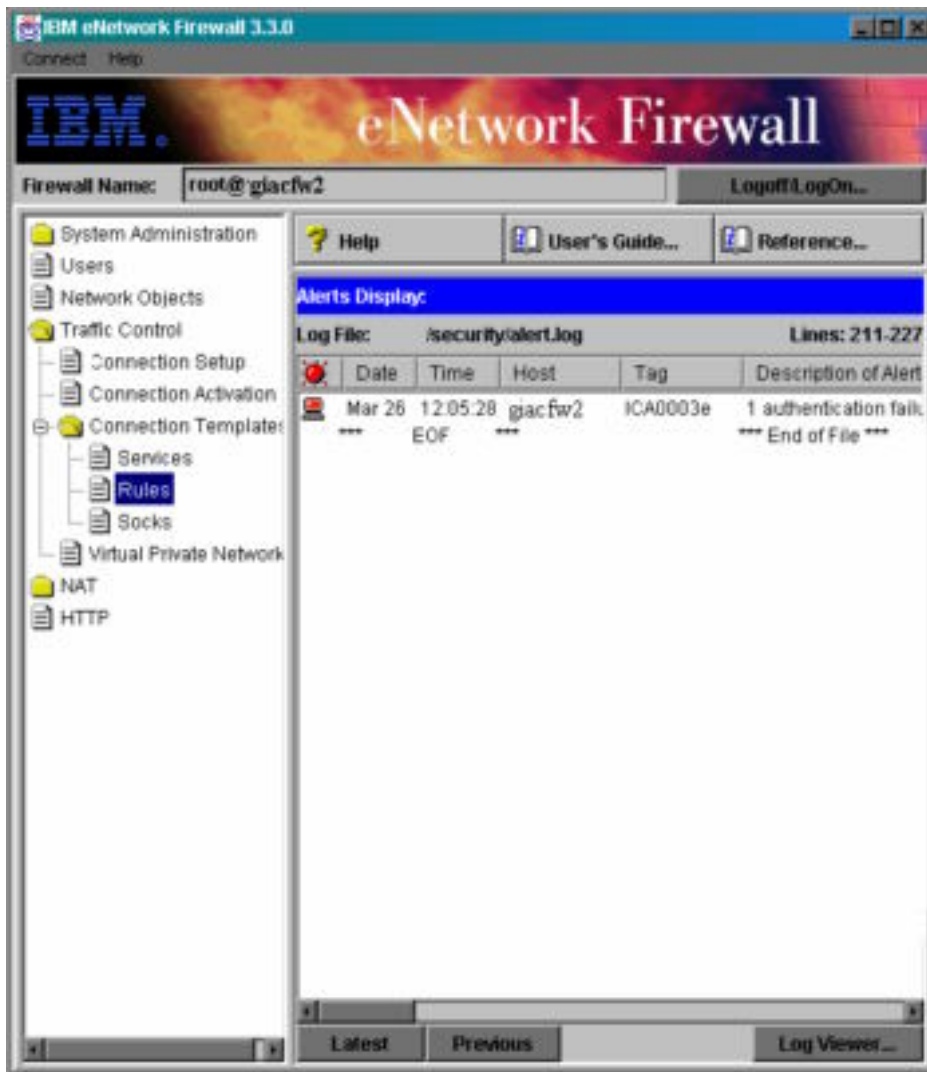 IBM eNetwork Firewall 3.3.0
Connect Help
IBM. eNetwork Firewall
Firewall Name: root@giacfw2 Logoff/LogOn...
System Administration
Users
Network Objects
Traffic Control
Connection Setup
Connection Activation
Connection Templates
Services
Rules
Socks
Virtual Private Network
NAT
HTTP
Help User's Guide... Reference...
Alerts Display:
Log File: /security/alert.log Lines: 211-227
Date Time Host Tag Description of Alert
Mar 26 12:05:28 giacfw2 ICA0003e 1 authentication failu
*** EOF *** *** End of File ***
Latest Previous Log Viewer...